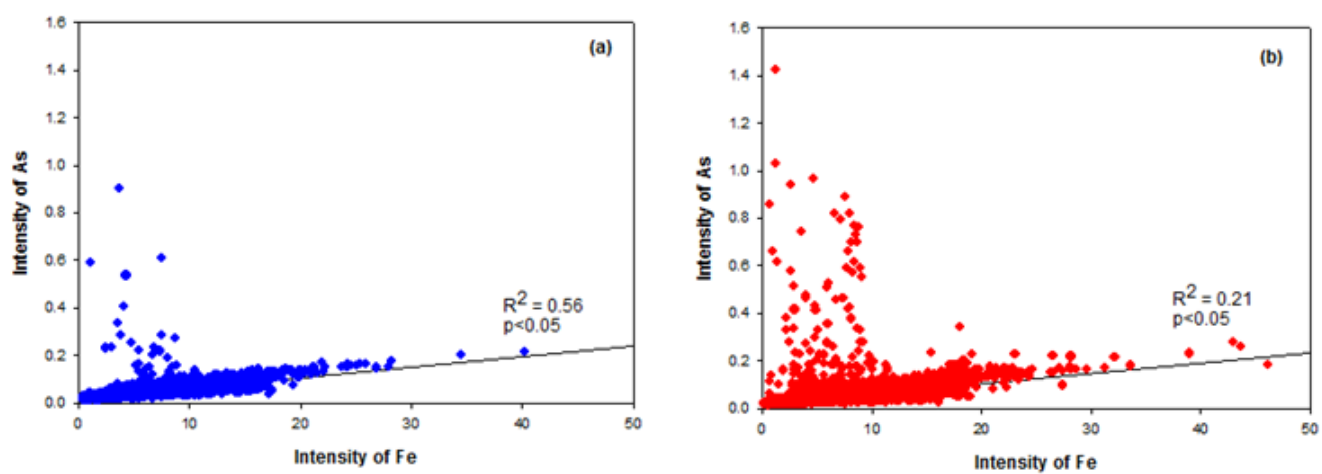 1.6
1.4
1.2
1.0
0.8
0.6
0.4
0.2
0.0
Intensity of As
(a)
R2 = 0.56
p<0.05
0 10 20 30 40 50
Intensity of Fe
1.6
1.4
1.2
1.0
0.8
0.6
0.4
0.2
0.0
Intensity of As
(b)
R2 = 0.21
p<0.05
0 10 20 30 40 50
Intensity of Fe